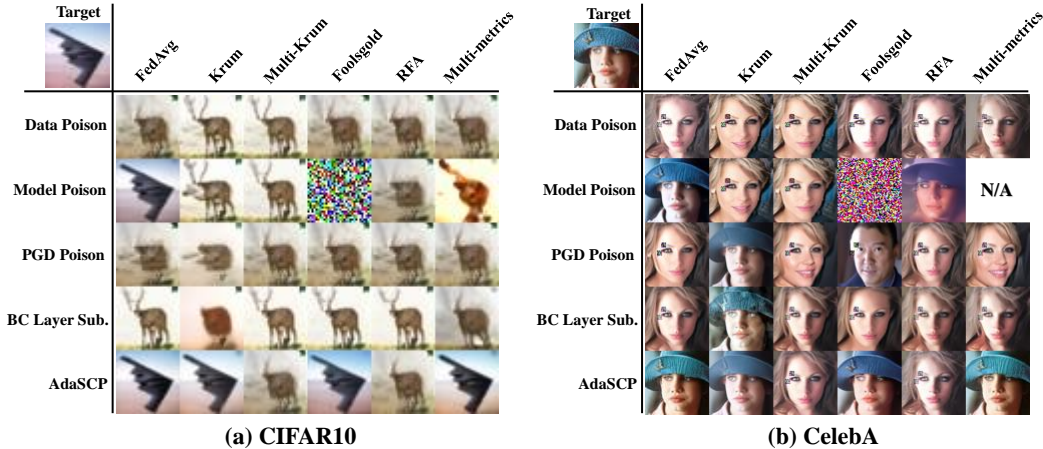 Target
FedAvg
Krum
Multi-Krum
Foolsgold
RFA
Multi-metrics
Data Poison
Model Poison
PGD Poison
BC Layer Sub.
AdaSCP
(a) CIFAR10
Target
FedAvg
Krum
Multi-Krum
Foolsgold
RFA
Multi-metrics
Data Poison
Model Poison
N/A
PGD Poison
BC Layer Sub.
AdaSCP
(b) CelebA